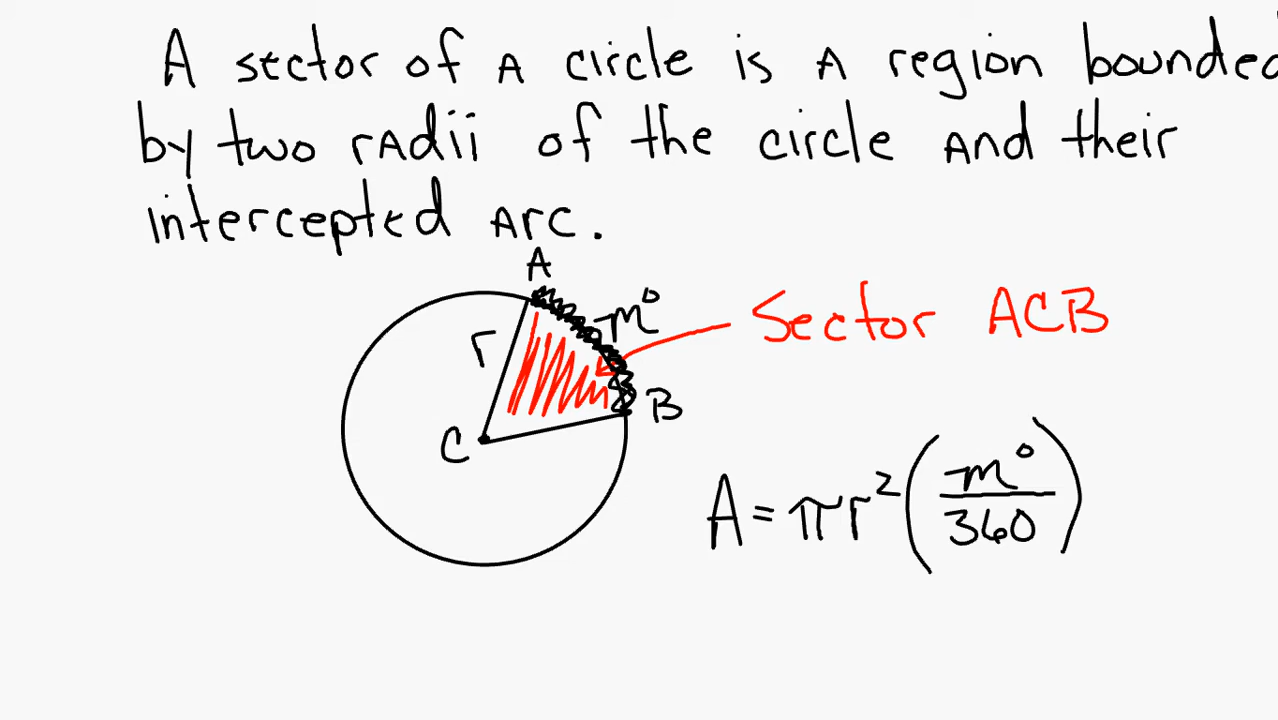 A sector of A circle is A region bounded
by two radii of the circle and their
intercepted arc.
A
m°
Sector ACB
r
B
C
A = πr²(m°/360)